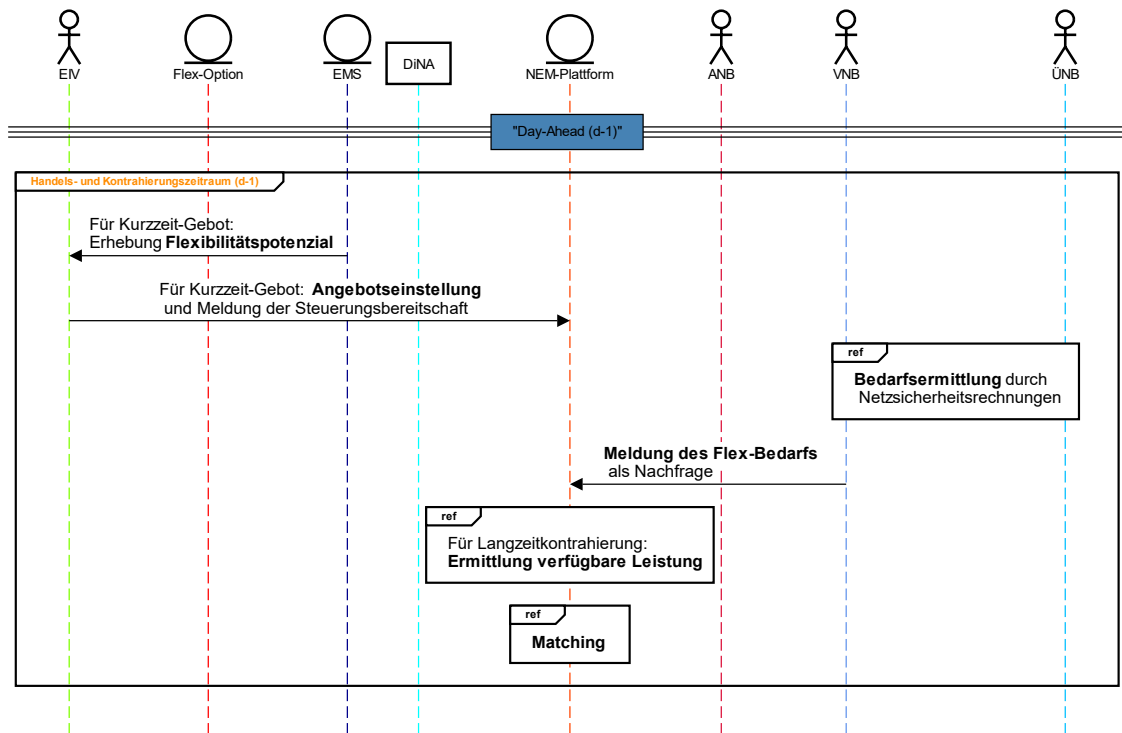 EIV
Flex-Option
EMS
DiNA
NEM-Plattform
ANB
VNB
ÜNB
"Day-Ahead (d-1)"
Handels- und Kontrahierungszeitraum (d-1)
Für Kurzzeit-Gebot:
Erhebung Flexibilitätspotenzial
Für Kurzzeit-Gebot: Angebotseinstellung
und Meldung der Steuerungsbereitschaft
ref
Bedarfsermittlung durch
Netzsicherheitsrechnungen
Meldung des Flex-Bedarfs
als Nachfrage
ref
Für Langzeitkontrahierung:
Ermittlung verfügbare Leistung
ref
Matching